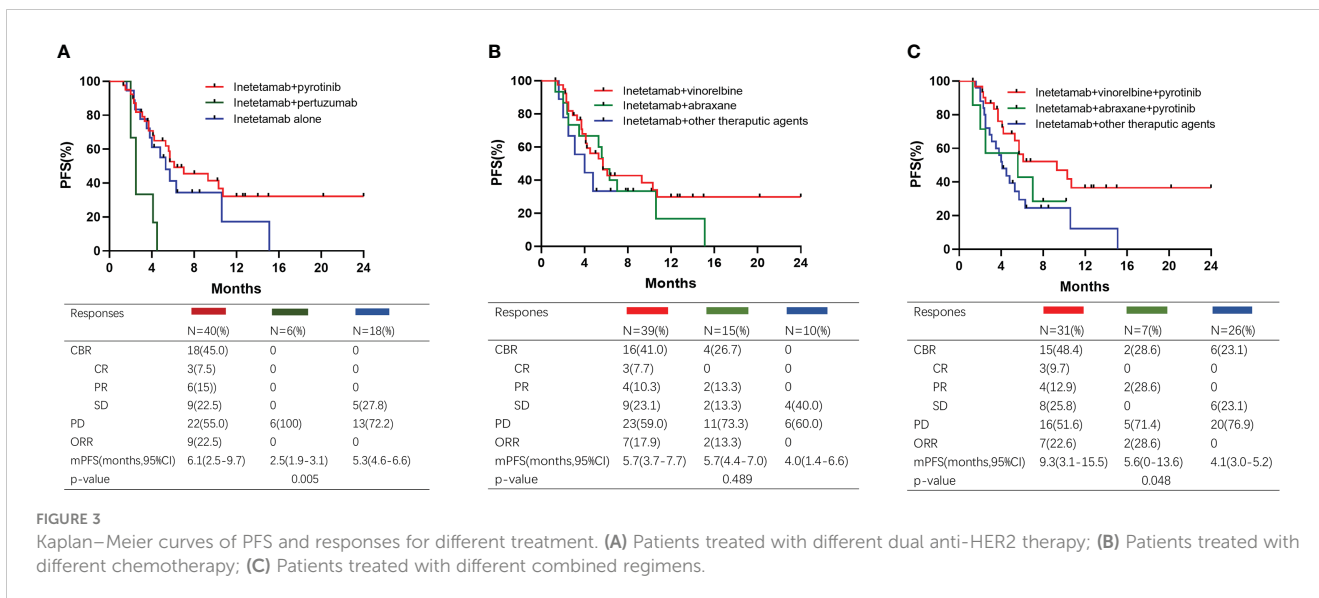 A
100
80
60
40
20
0
PFS(%)
0 4 8 12 16 20 24
Months
Inetetamab+pyrotinib
Inetetamab+pertuzumab
Inetetamab alone
Responses
N=40(%) N=6(%) N=18(%)
CBR 18(45.0) 0 0
CR 3(7.5) 0 0
PR 6(15)) 0 0
SD 9(22.5) 0 5(27.8)
PD 22(55.0) 6(100) 13(72.2)
ORR 9(22.5) 0 0
mPFS(months,95%CI) 6.1(2.5-9.7) 2.5(1.9-3.1) 5.3(4.6-6.6)
p-value 0.005
B
100
80
60
40
20
0
PFS(%)
0 4 8 12 16 20 24
Months
Inetetamab+vinorelbine
Inetetamab+abraxane
Inetetamab+other theraputic agents
Respones
N=39(%) N=15(%) N=10(%)
CBR 16(41.0) 4(26.7) 0
CR 3(7.7) 0 0
PR 4(10.3) 2(13.3) 0
SD 9(23.1) 2(13.3) 4(40.0)
PD 23(59.0) 11(73.3) 6(60.0)
ORR 7(17.9) 2(13.3) 0
mPFS(months,95%CI) 5.7(3.7-7.7) 5.7(4.4-7.0) 4.0(1.4-6.6)
p-value 0.489
C
100
80
60
40
20
0
PFS(%)
0 4 8 12 16 20 24
Months
Inetetamab+vinorelbine+pyrotinib
Inetetamab+abraxane+pyrotinib
Inetetamab+other theraputic agents
Respones
N=31(%) N=7(%) N=26(%)
CBR 15(48.4) 2(28.6) 6(23.1)
CR 3(9.7) 0 0
PR 4(12.9) 2(28.6) 0
SD 8(25.8) 0 6(23.1)
PD 16(51.6) 5(71.4) 20(76.9)
ORR 7(22.6) 2(28.6) 0
mPFS(months,95%CI) 9.3(3.1-15.5) 5.6(0-13.6) 4.1(3.0-5.2)
p-value 0.048
FIGURE 3
Kaplan–Meier curves of PFS and responses for different treatment. (A) Patients treated with different dual anti-HER2 therapy; (B) Patients treated with
different chemotherapy; (C) Patients treated with different combined regimens.